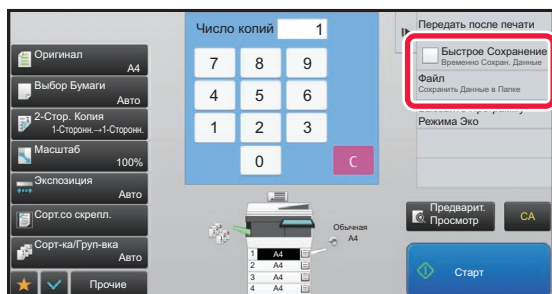 Число копий 1
Передать после печати
Оригинал
A4
Выбор Бумаги
Авто
2-Стор. Копия
1-Сторонн.→1-Сторонн.
Масштаб
100%
Экспозиция
Авто
Сорт.со скрепл.
Сорт-ка/Груп-вка
Авто
Прочие
7 8 9
4 5 6
1 2 3
0 C
Обычная
A4
1 A4
2 A4
3 A4
4 A4
Быстрое Сохранение
Временно Сохран. Данные
Файл
Сохранить Данные в Папке
Режима Эко
Предварит.
Просмотр
CA
Старт